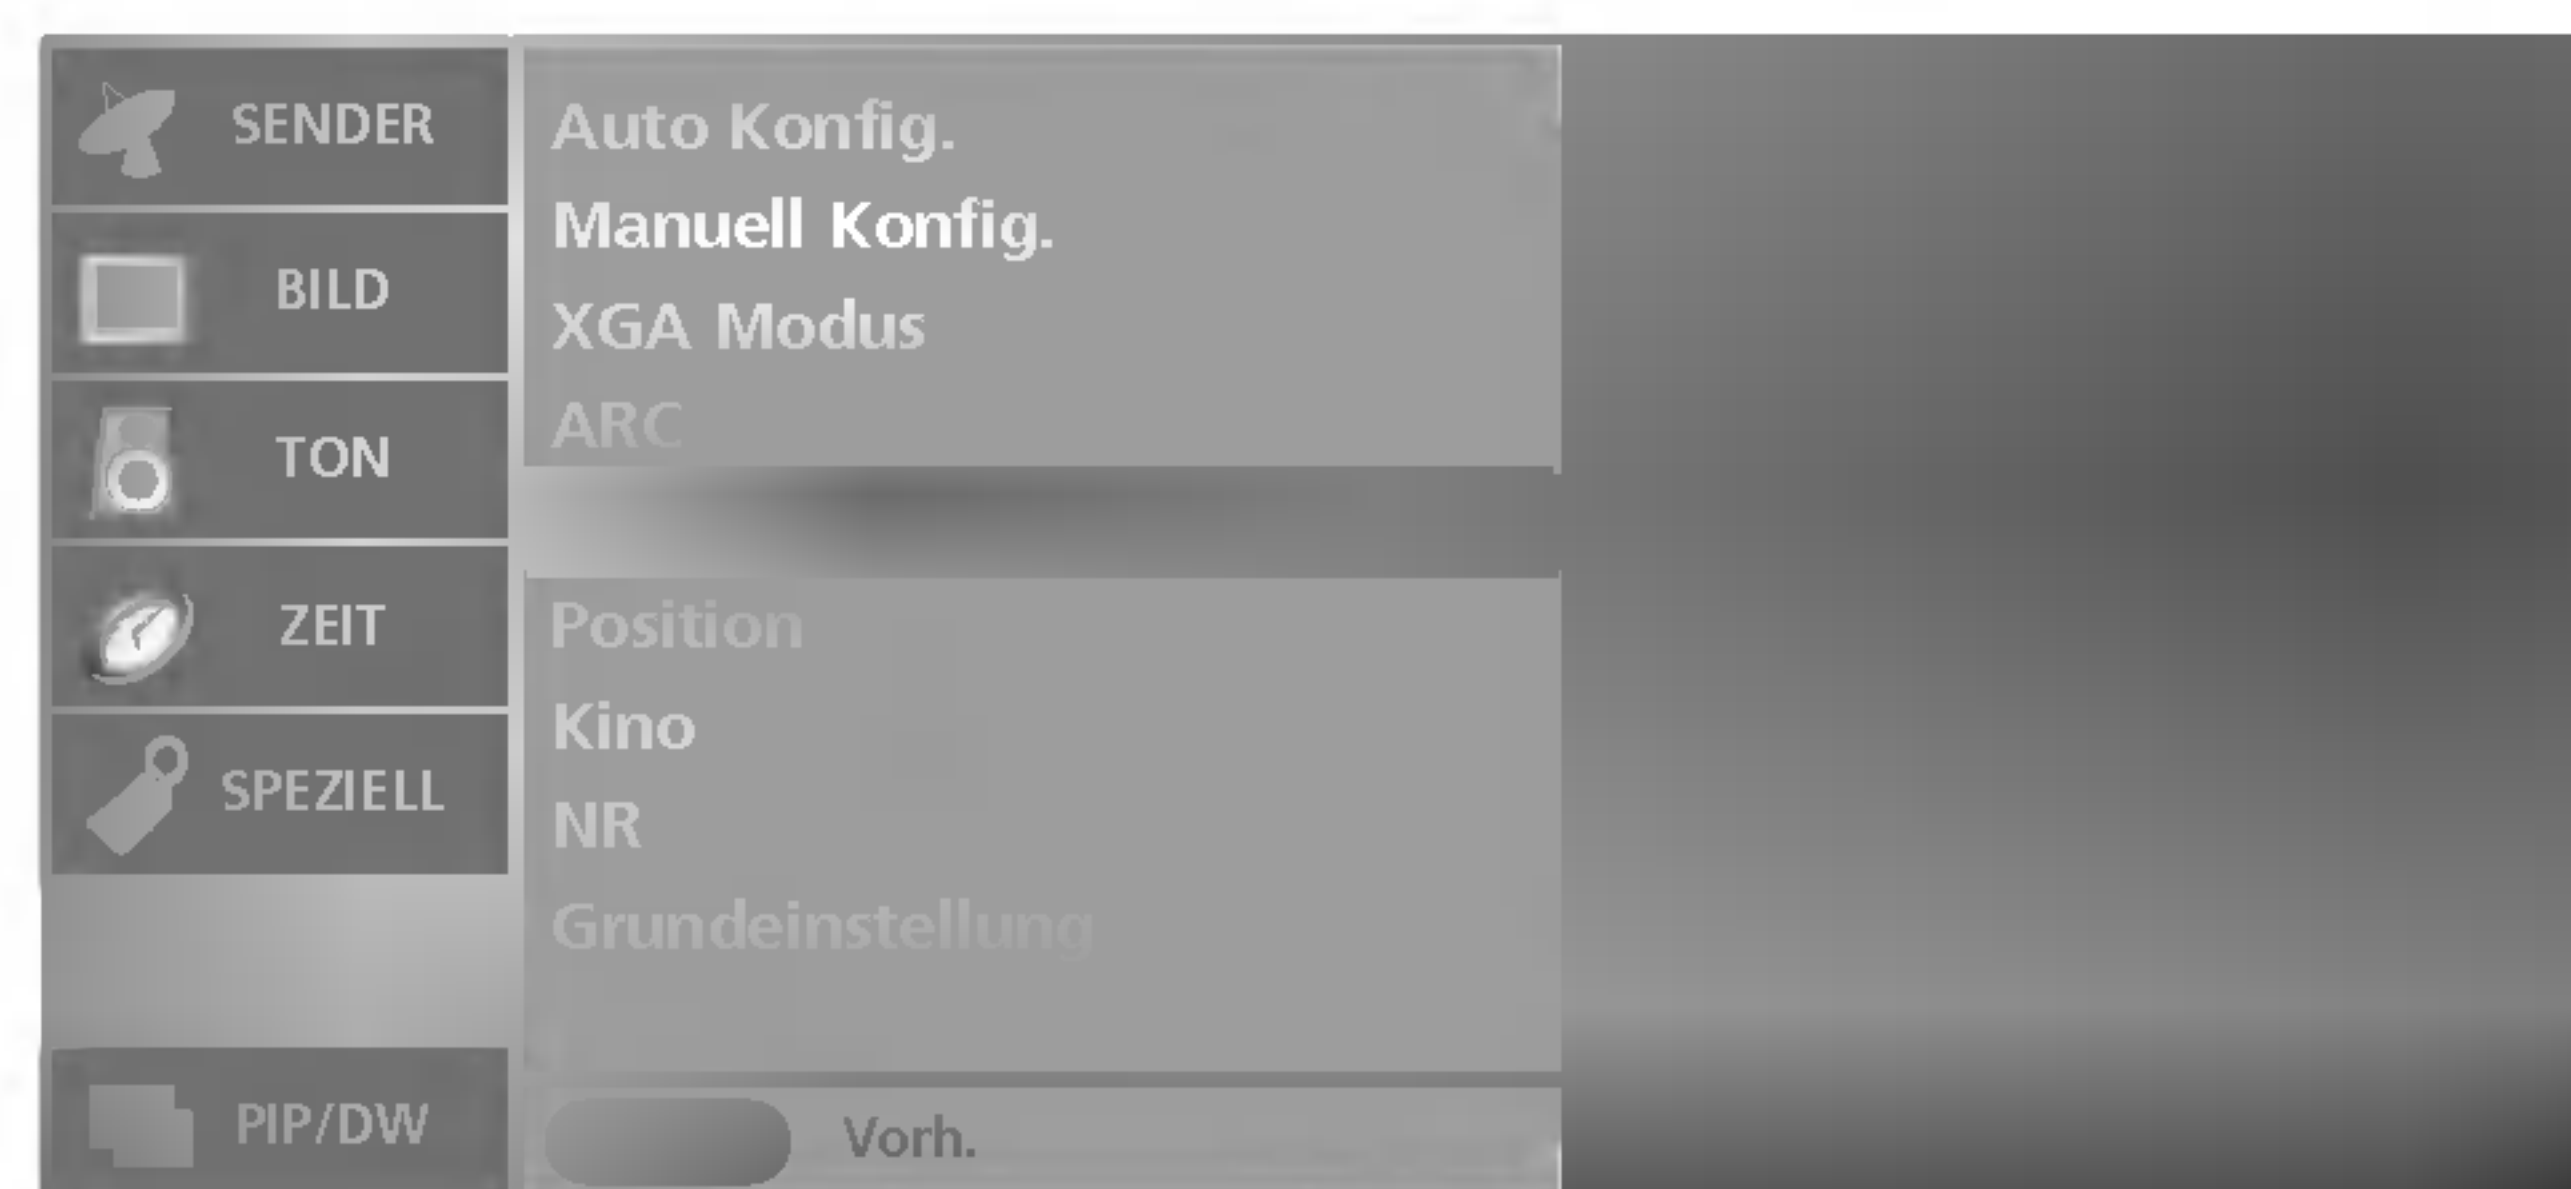 SENDER
BILD
TON
ZEIT
SPEZIELL
PIP/DW
Auto Konfig.
Manuell Konfig.
XGA Modus
ARC
Position
Kino
NR
Grundeinstellung
Vorh.